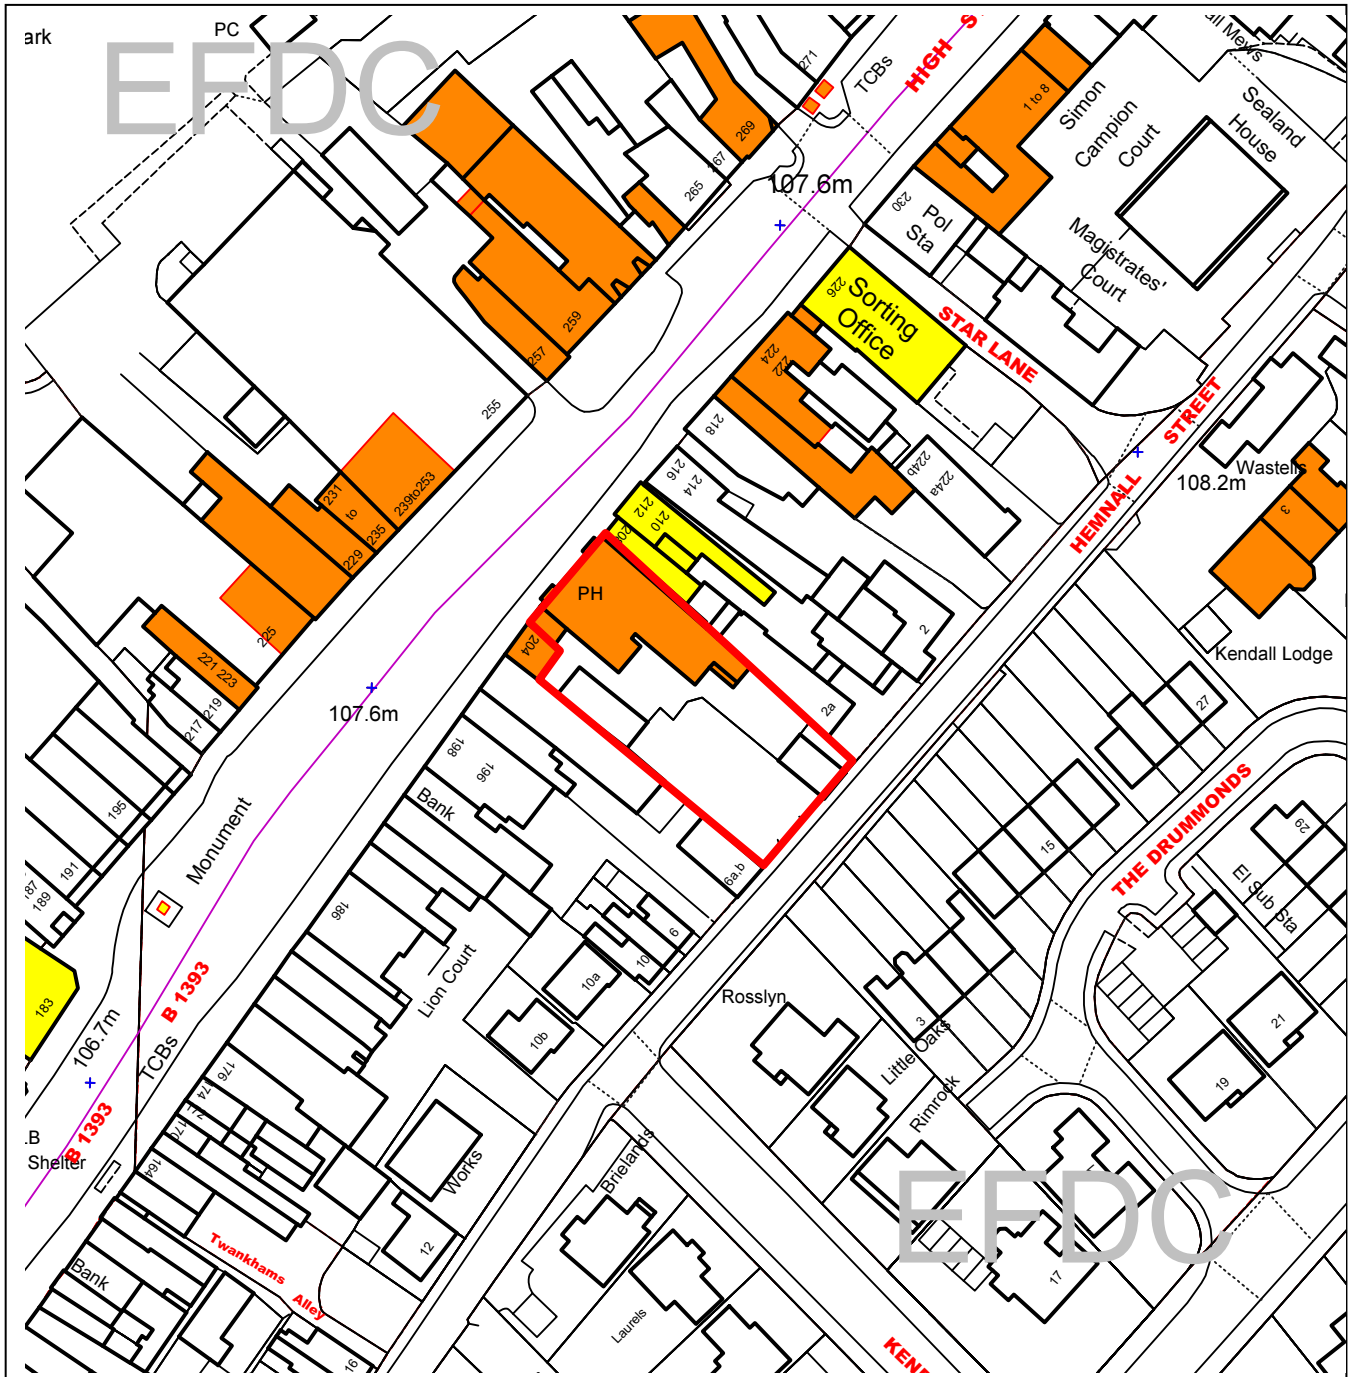 ark
PC
EFDC
271
TCBs
HIGH S
269
267
265
107.6m
1 to 8
Simon
Campion
Court
Sealand
House
Mews
230
Pol
Sta
Magistrates'
Court
226
Sorting
Office
STAR LANE
HEMNALL STREET
108.2m
Wastells
3
Kendall Lodge
259
257
255
224
222
218
216
214
212
210
224b
224a
239to253
231
to
235
229
225
221 223
219
217
PH
204
2
2a
107.6m
198
196
Bank
6a,b
27
15
THE DRUMMONDS
29
El Sub Sta
195
191
187
189
Monument
186
Lion Court
6
10
10a
10b
Rosslyn
3
Little Oaks
Rimrock
21
19
17
183
106.7m
B 1393
TCBs
B 1393
.B
Shelter
176
174
170
164
Works
12
Brielands
Laurels
Twankhams
Alley
Bank
16
EFDC
KEN